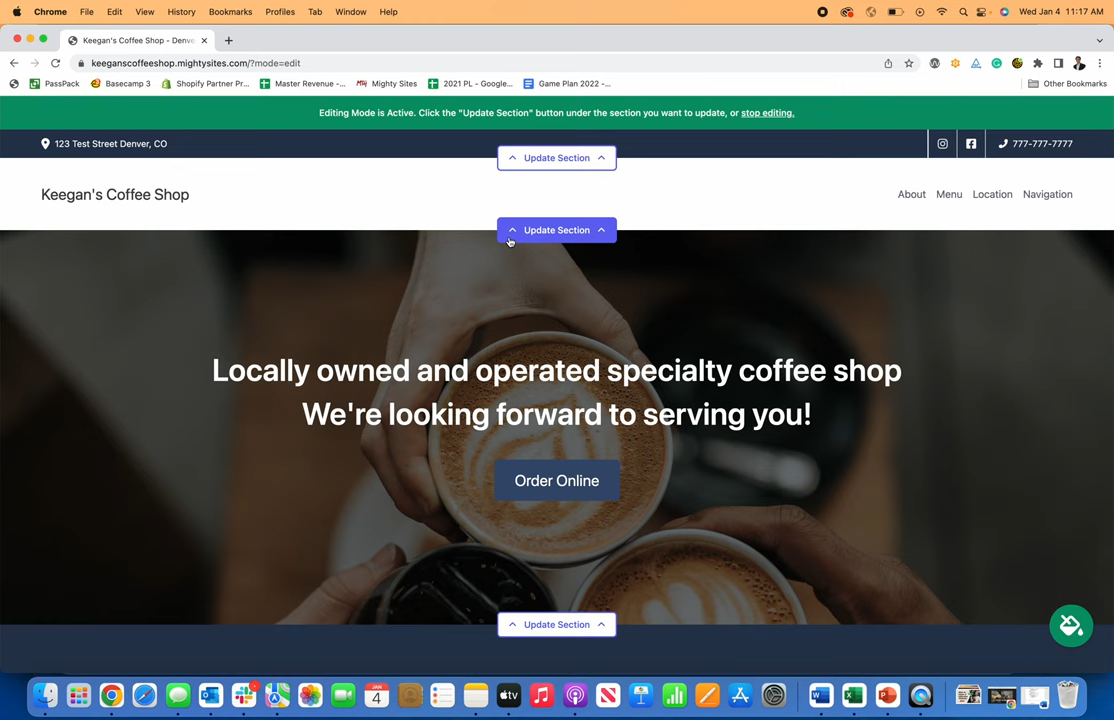 Chrome File Edit View History Bookmarks Profiles Tab Window Help Wed Jan 4 11:17 AM
Keegan's Coffee Shop - Denve
keeganscoffeeshop.mightysites.com/?mode=edit
PassPack Basecamp 3 Shopify Partner Pr... Master Revenue -... Mighty Sites 2021 PL - Google... Game Plan 2022 -... Other Bookmarks
Editing Mode is Active. Click the "Update Section" button under the section you want to update, or stop editing.
123 Test Street Denver, CO 777-777-7777
Update Section
Keegan's Coffee Shop About Menu Location Navigation
Update Section
Locally owned and operated specialty coffee shop
We're looking forward to serving you!
Order Online
Update Section
JAN
4
tv